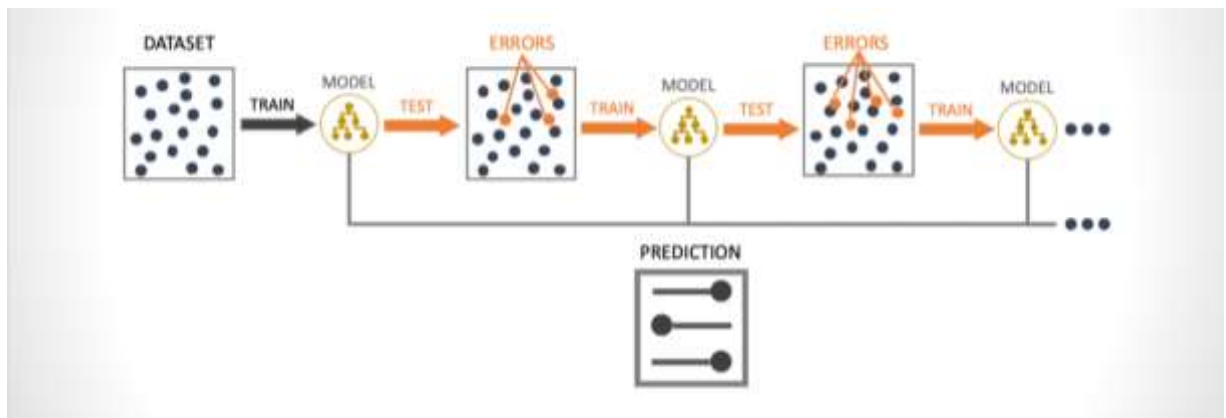 DATASET
ERRORS
ERRORS
MODEL
MODEL
MODEL
TRAIN
TEST
TRAIN
TEST
TRAIN
PREDICTION